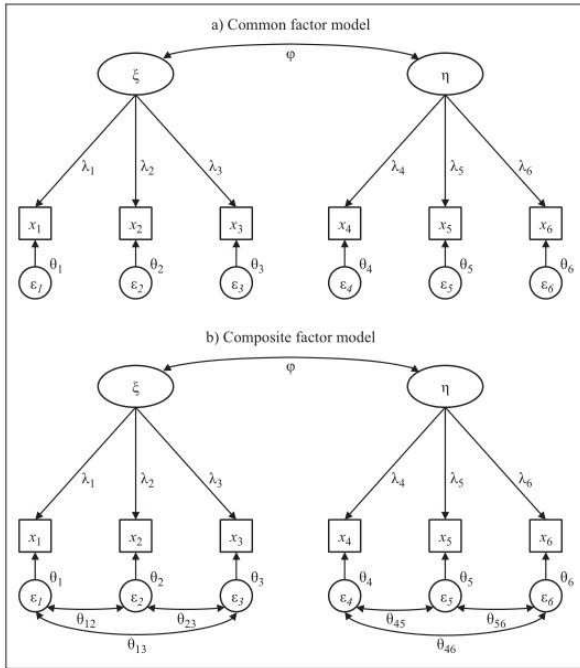 a) Common factor model
φ
ξ η
λ1 λ2 λ3 λ4 λ5 λ6
x1 x2 x3 x4 x5 x6
θ1 θ2 θ3 θ4 θ5 θ6
ε1 ε2 ε3 ε4 ε5 ε6
b) Composite factor model
φ
ξ η
λ1 λ2 λ3 λ4 λ5 λ6
x1 x2 x3 x4 x5 x6
θ1 θ2 θ3 θ4 θ5 θ6
ε1 ε2 ε3 ε4 ε5 ε6
θ12 θ23 θ45 θ56
θ13 θ46